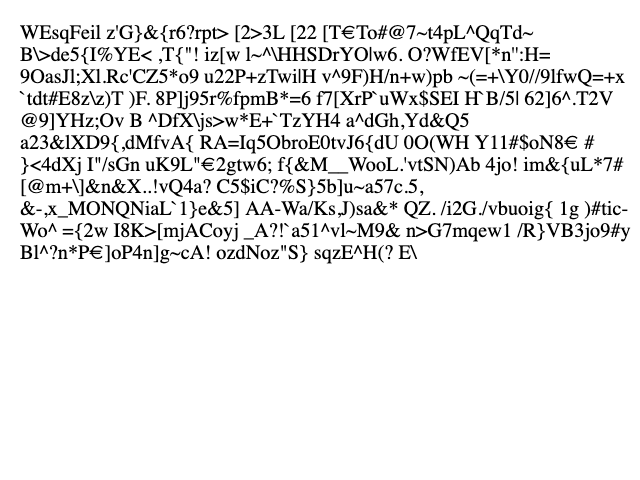 WEsqFeil z'G}&{r6?rpt> [2>3L [22 [T€To#@7~t4pL^QqTd~
B\>de5{I%YE< ,T{"! iz[w l~^\HHSDrYO|w6. O?WfEV[*n":H=
9OasJl;Xl.Rc'CZ5*o9 u22P+zTwi|lH v^9F)H/n+w)pb ~(=+\Y0//9lfwQ=+x
`tdt#E8z\z)T )F. 8P]j95r%fpmB*=6 f7[XrP`uWx$SEI H`B/5| 62]6^.T2V
@9]YHz;Ov B ^DfX\js>w*E+`TzYH4 a^dGh,Yd&Q5
a23&lXD9{,dMfvA{ RA=Iq5ObroE0tvJ6{dU 0O(WH Y11#$oN8€ #
}<4dXj I"/sGn uK9L"€2gtw6; f{&M__WooL.'vtSN)Ab 4jo! im&{uL*7#
[@m+\]&n&X..!vQ4a? C5$iC?%S}5b]u~a57c.5,
&-,x_MONQNiaL`1}e&5] AA-Wa/Ks,J)sa&* QZ. /i2G./vbuoig{ 1g )#tic-
Wo^ ={2w I8K>[mjACoyj _A?!`a51^vl~M9& n>G7mqew1 /R}VB3jo9#y
Bl^?n*P€]oP4n]g~cA! ozdNoz"S} sqzE^H(? E\